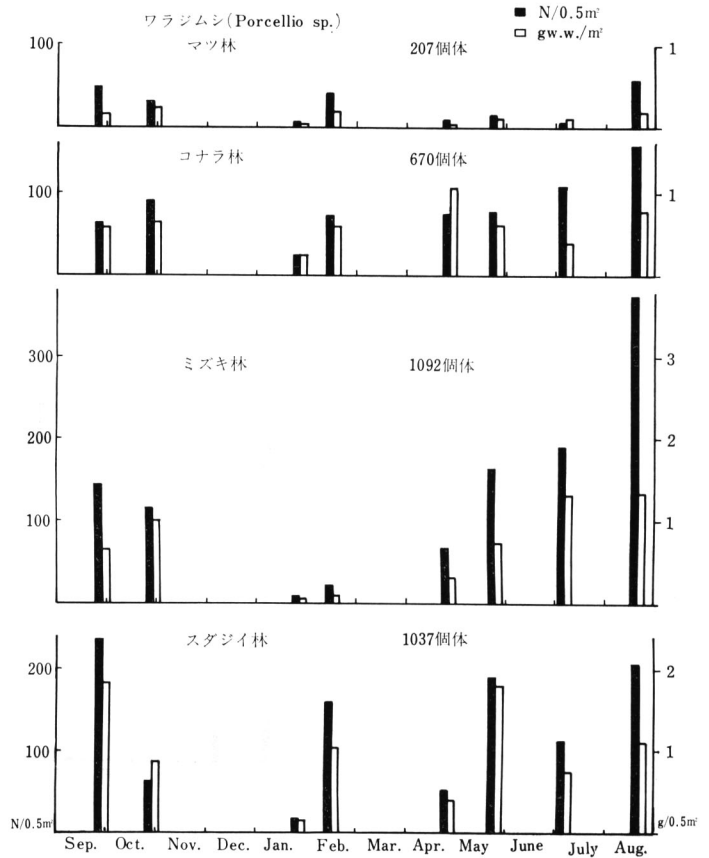 ワラジムシ(Porcellio sp.)
N/0.5m²
gw.w./m²
マツ林
207個体
100
1
コナラ林
670個体
100
1
ミズキ林
1092個体
300
200
100
3
2
1
スダジイ林
1037個体
200
100
N/0.5m²
2
1
g/0.5m²
Sep. Oct. Nov. Dec. Jan. Feb. Mar. Apr. May June July Aug.